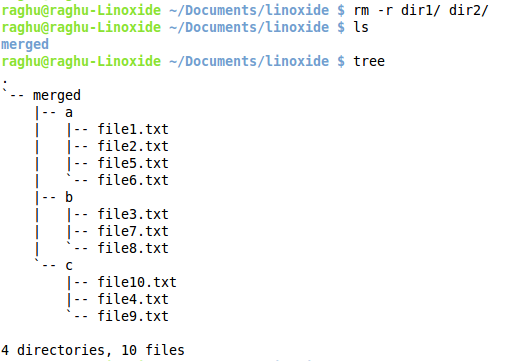 raghu@raghu-Linoxide ~/Documents/linoxide $ rm -r dir1/ dir2/
raghu@raghu-Linoxide ~/Documents/linoxide $ ls
merged
raghu@raghu-Linoxide ~/Documents/linoxide $ tree
.
`-- merged
    |-- a
    |   |-- file1.txt
    |   |-- file2.txt
    |   |-- file5.txt
    |   `-- file6.txt
    |-- b
    |   |-- file3.txt
    |   |-- file7.txt
    |   `-- file8.txt
    `-- c
        |-- file10.txt
        |-- file4.txt
        `-- file9.txt

4 directories, 10 files